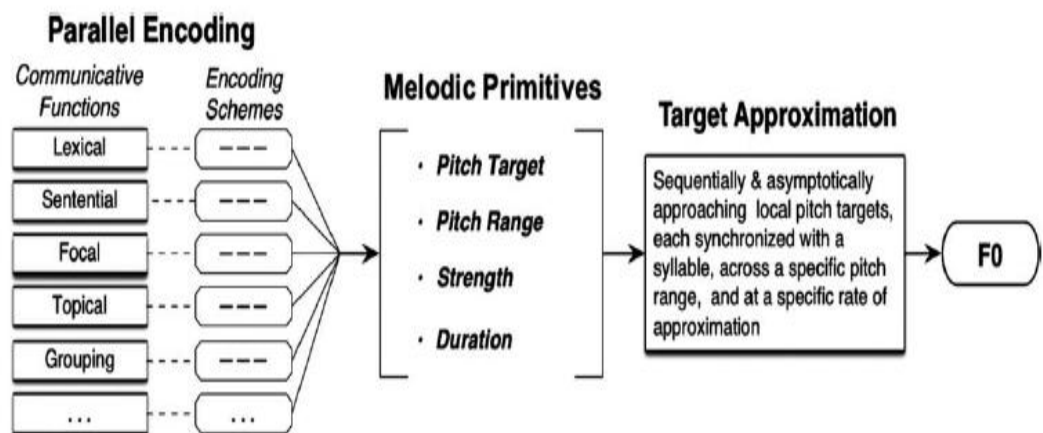 Parallel Encoding
Communicative
Functions
Encoding
Schemes
Lexical
---
Sentential
---
Focal
---
Topical
---
Grouping
---
...
...
Melodic Primitives
· Pitch Target
· Pitch Range
· Strength
· Duration
Target Approximation
Sequentially & asymptotically
approaching local pitch targets,
each synchronized with a
syllable, across a specific pitch
range, and at a specific rate of
approximation
F0